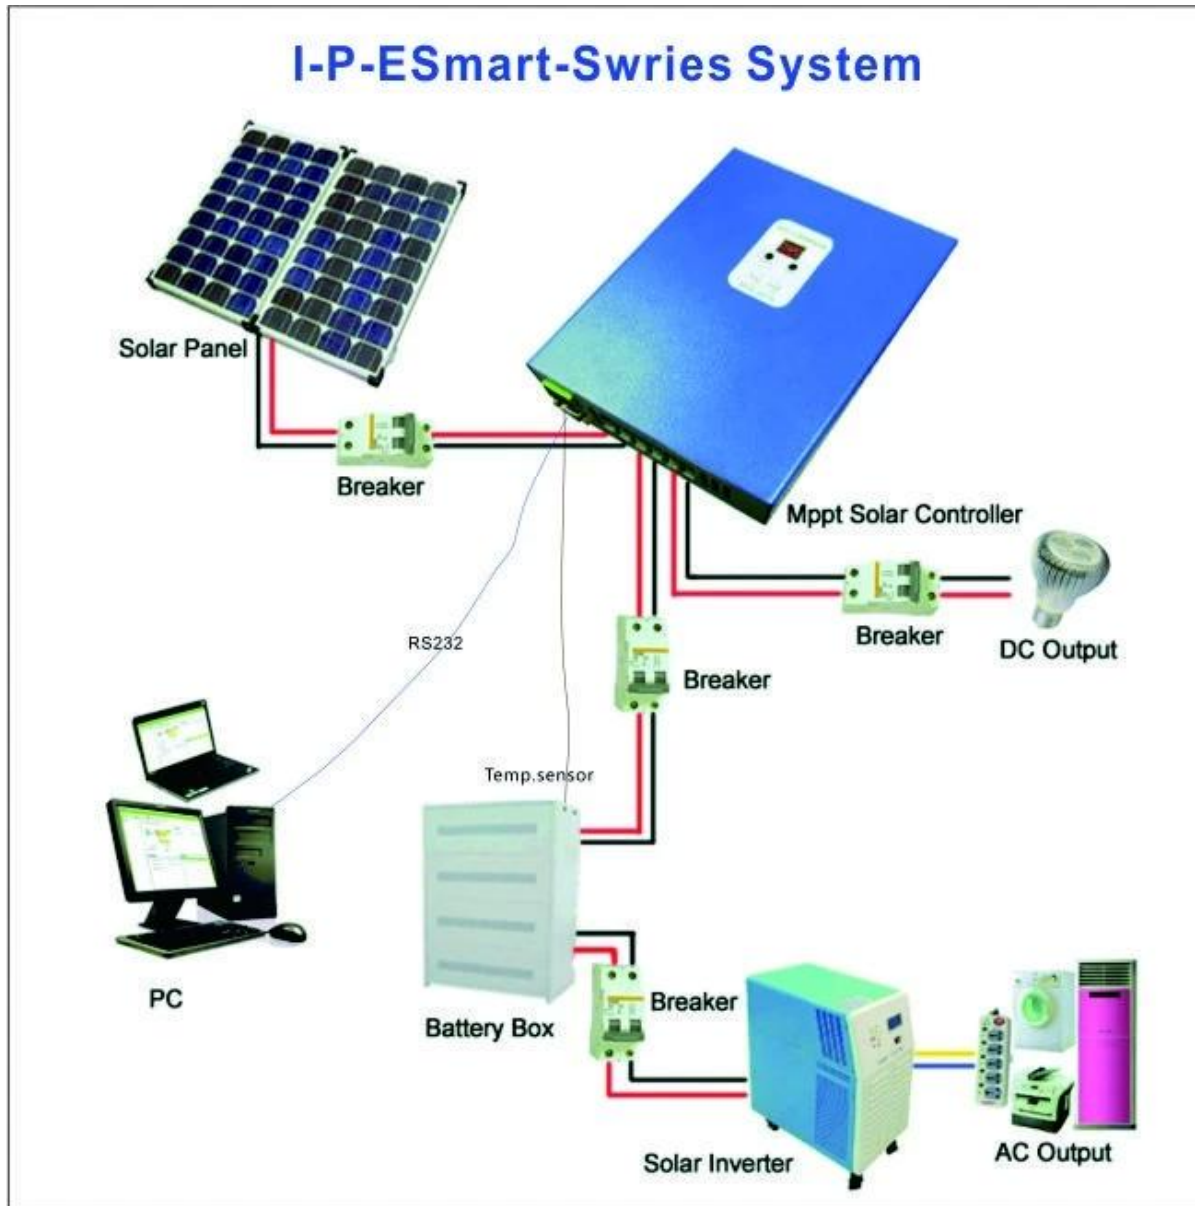 I-P-ESmart-Swries System
Solar Panel
Breaker
Mppt Solar Controller
Breaker
DC Output
RS232
Breaker
Temp.sensor
PC
Battery Box
Breaker
Solar Inverter
AC Output